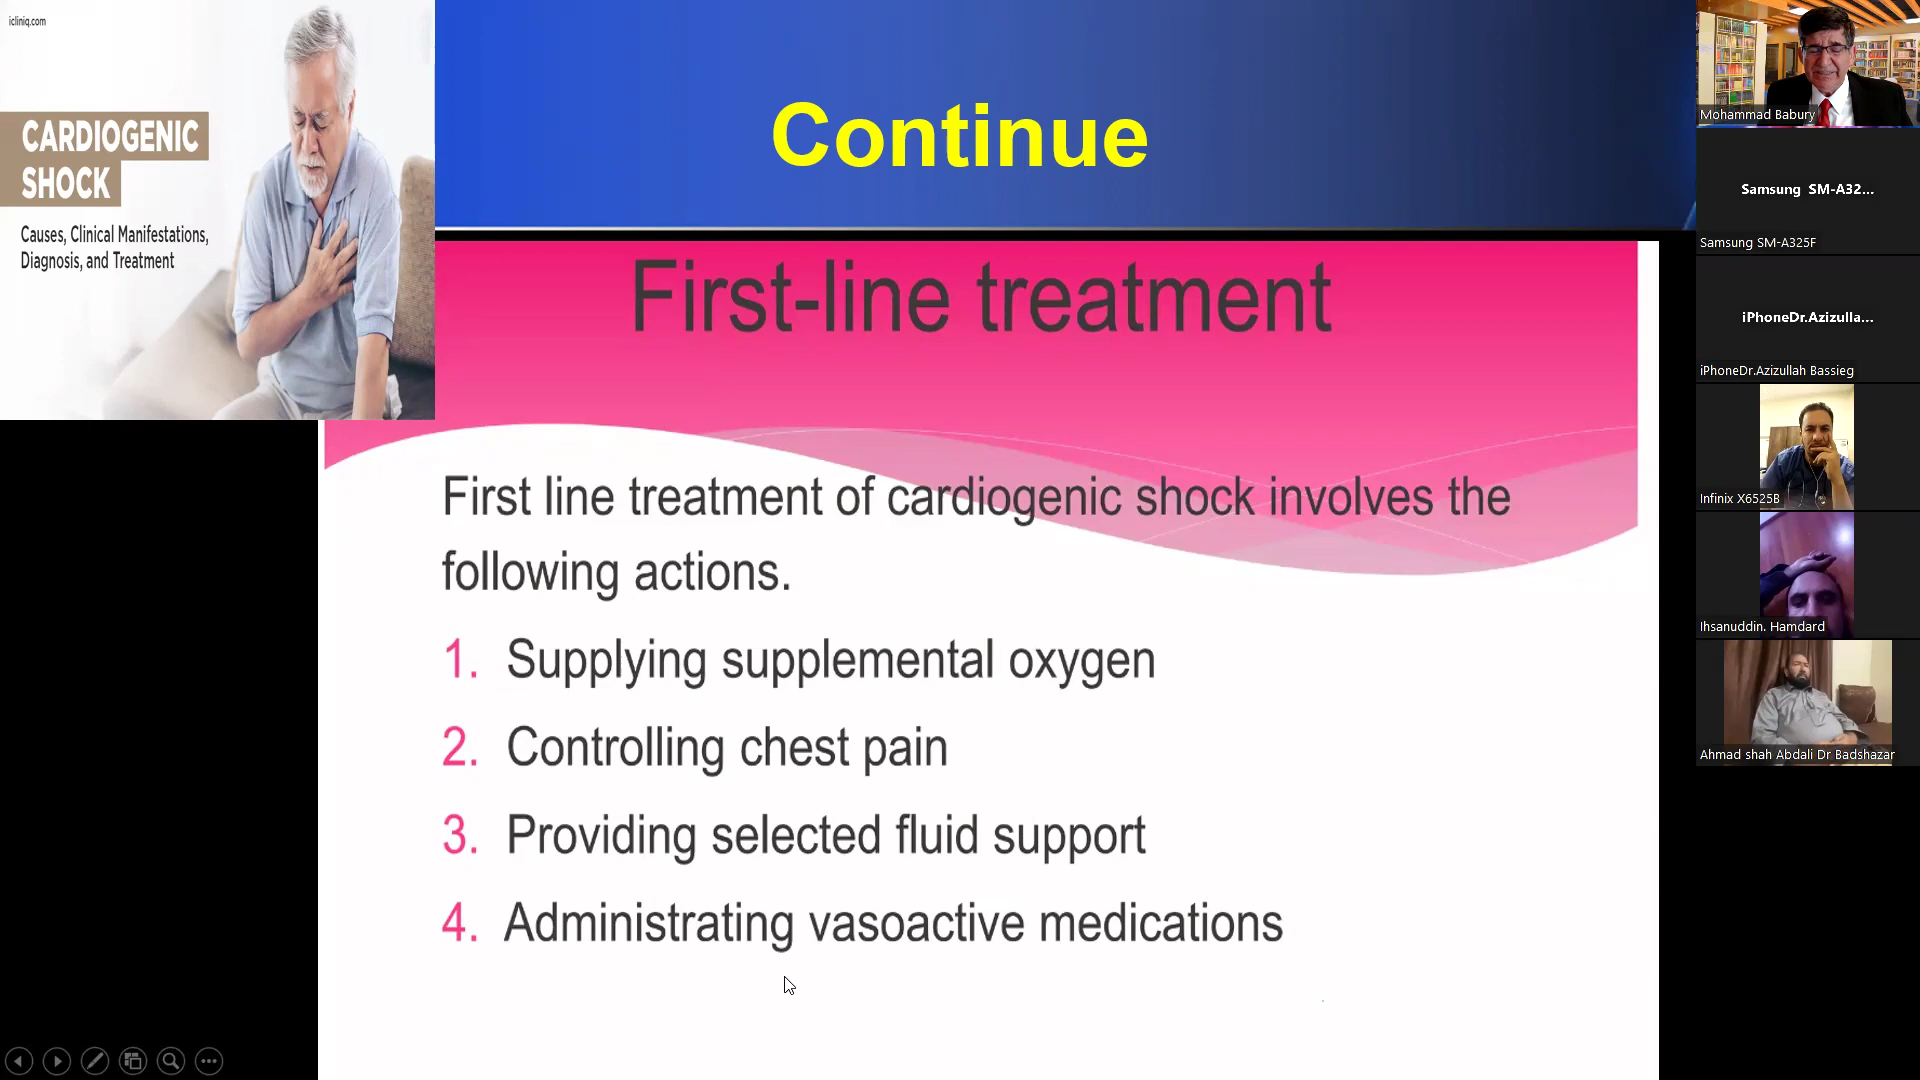 icliniq.com
CARDIOGENIC
SHOCK
Causes, Clinical Manifestations,
Diagnosis, and Treatment
Continue
First-line treatment
First line treatment of cardiogenic shock involves the
following actions.
1. Supplying supplemental oxygen
2. Controlling chest pain
3. Providing selected fluid support
4. Administrating vasoactive medications
Mohammad Babury
Samsung SM-A32...
Samsung SM-A325F
iPhoneDr.Azizulla...
iPhoneDr.Azizullah Bassieg
Infinix X6525B
Ihsanuddin. Hamdard
Ahmad shah Abdali Dr Badshazar